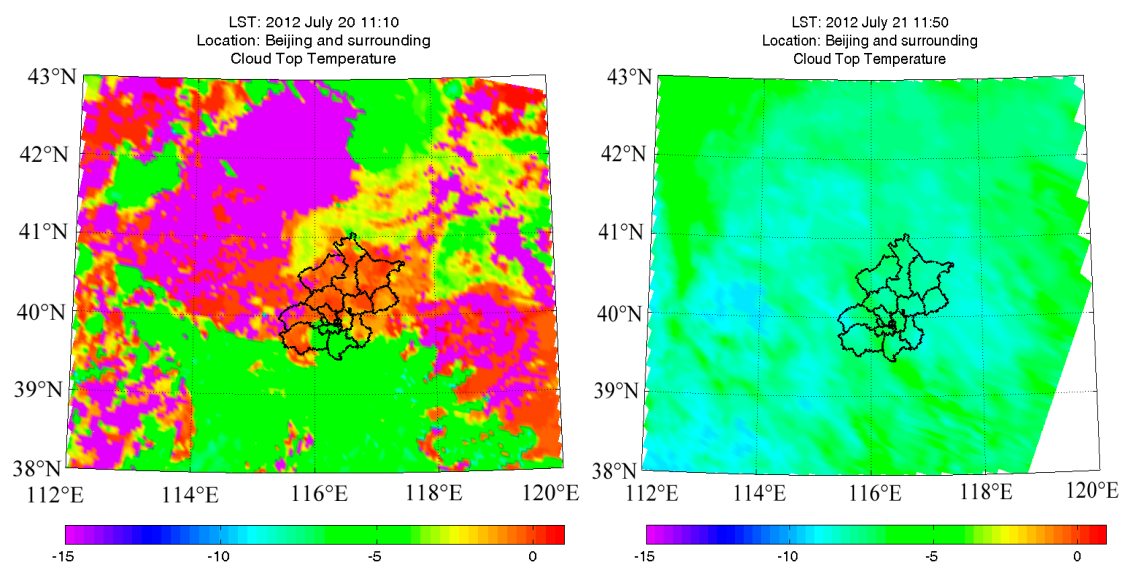 LST: 2012 July 20 11:10
Location: Beijing and surrounding
Cloud Top Temperature
43°N
42°N
41°N
40°N
39°N
38°N
112°E 114°E 116°E 118°E 120°E
-15 -10 -5 0
LST: 2012 July 21 11:50
Location: Beijing and surrounding
Cloud Top Temperature
43°N
42°N
41°N
40°N
39°N
38°N
112°E 114°E 116°E 118°E 120°E
-15 -10 -5 0